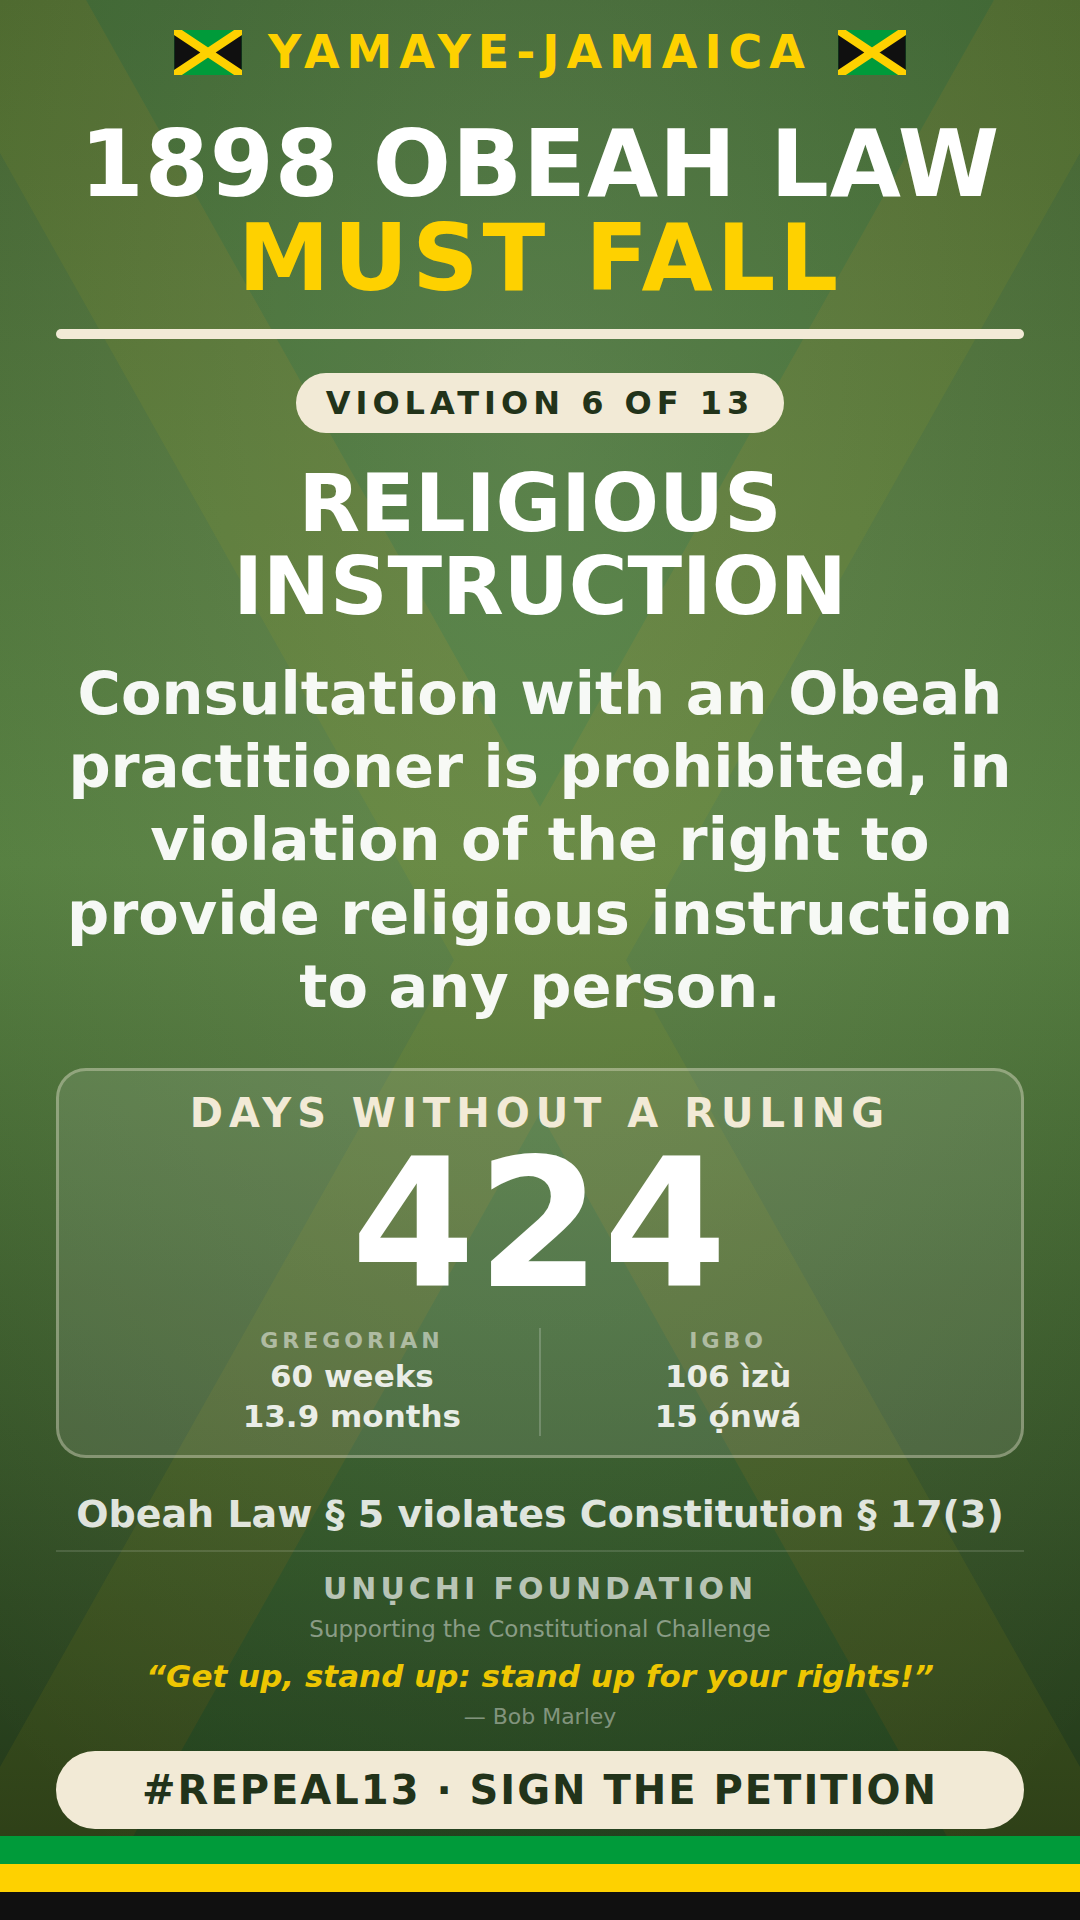 YAMAYE-JAMAICA
1898 OBEAH LAW
MUST FALL
VIOLATION 6 OF 13
RELIGIOUS
INSTRUCTION
Consultation with an Obeah
practitioner is prohibited, in
violation of the right to
provide religious instruction
to any person.
DAYS WITHOUT A RULING
424
GREGORIAN
60 weeks
13.9 months
IGBO
106 ìzù
15 ọ́nwá
Obeah Law § 5 violates Constitution § 17(3)
UNỤCHI FOUNDATION
Supporting the Constitutional Challenge
“Get up, stand up: stand up for your rights!”
— Bob Marley
#REPEAL13 · SIGN THE PETITION